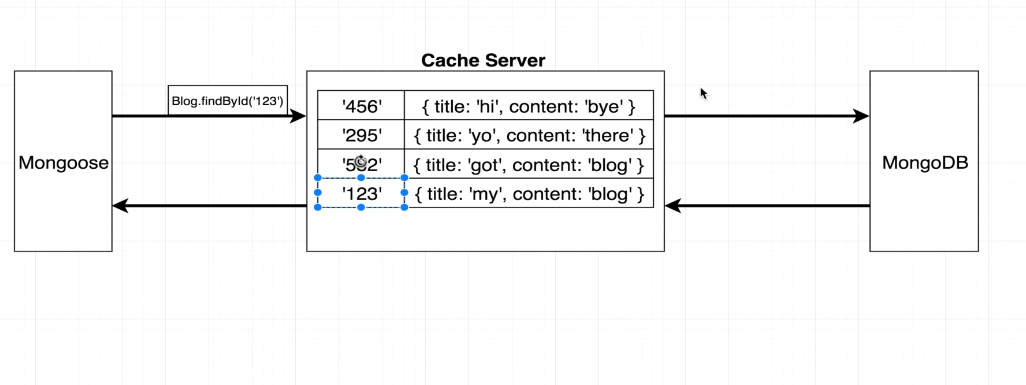 Cache Server
Blog.findById('123')
Mongoose
'456' { title: 'hi', content: 'bye' }
'295' { title: 'yo', content: 'there' }
{ title: 'got', content: 'blog' }
'123' { title: 'my', content: 'blog' }
MongoDB